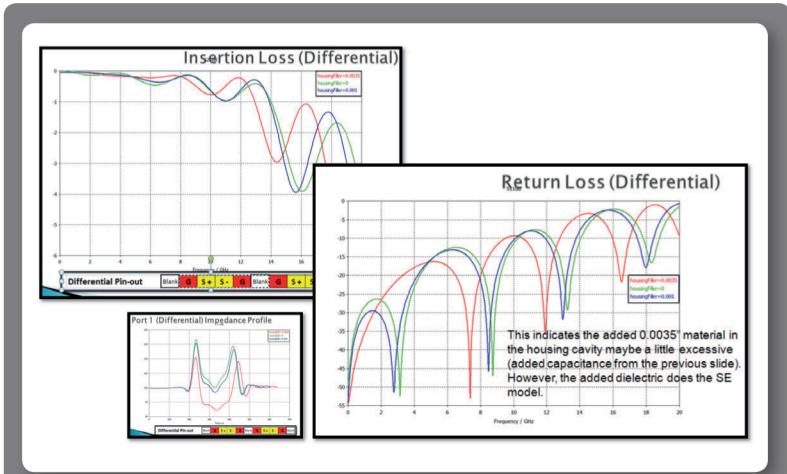 Insertion Loss (Differential)
housingFiller=0.0035
housingFiller=0
housingFiller=0.001
0
-1
-2
-3
-4
-5
-6
0 2 4 6 8 10 12 14 16
Frequency / GHz
Differential Pin-out Blank G S+ S- G Blank G S+
Return Loss (Differential)
0
-5
-10
-15
-20
-25
-30
-35
-40
-45
-50
-55
housingFiller=0.0035
housingFiller=0
housingFiller=0.001
This indicates the added 0.0035" material in
the housing cavity maybe a little excessive
(added capacitance from the previous slide).
However, the added dielectric does the SE
model.
0 2 4 6 8 10 12 14 16 18 20
Frequency / GHz
Port 1 (Differential) Impedance Profile
Differential Pin-out